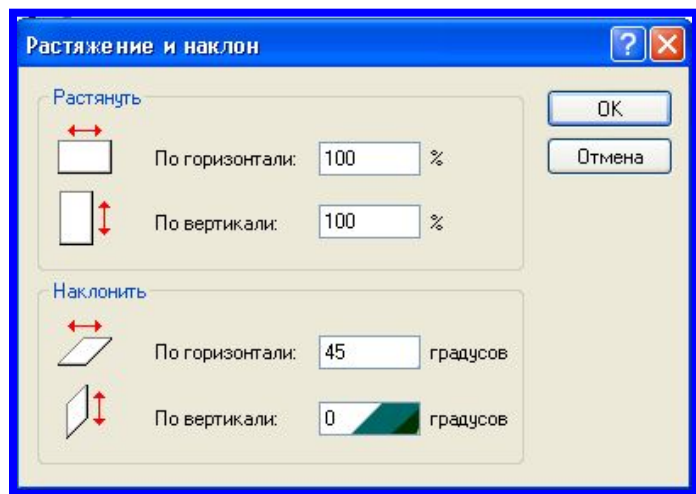 Растяжение и наклон
?
Растянуть
По горизонтали: 100 %
По вертикали: 100 %
Наклонить
По горизонтали: 45 градусов
По вертикали: 0 градусов
OK
Отмена